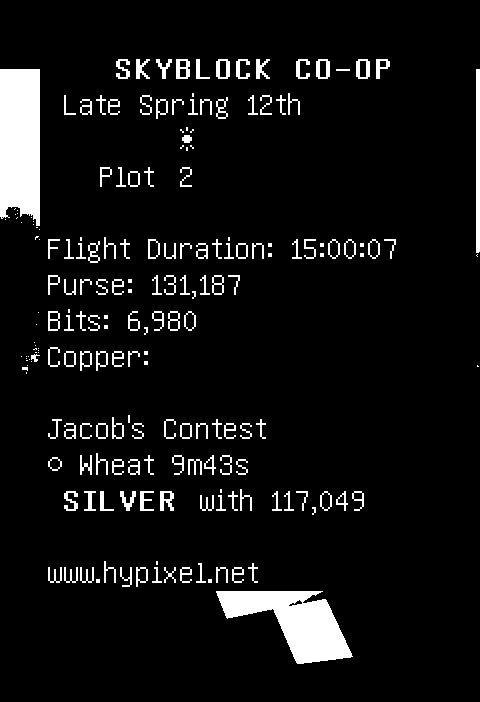 SKYBLOCK CO-OP
Late Spring 12th
Plot 2
Flight Duration: 15:00:07
Purse: 131,187
Bits: 6,980
Copper:
Jacob's Contest
○ Wheat 9m43s
SILVER with 117,049
www.hypixel.net